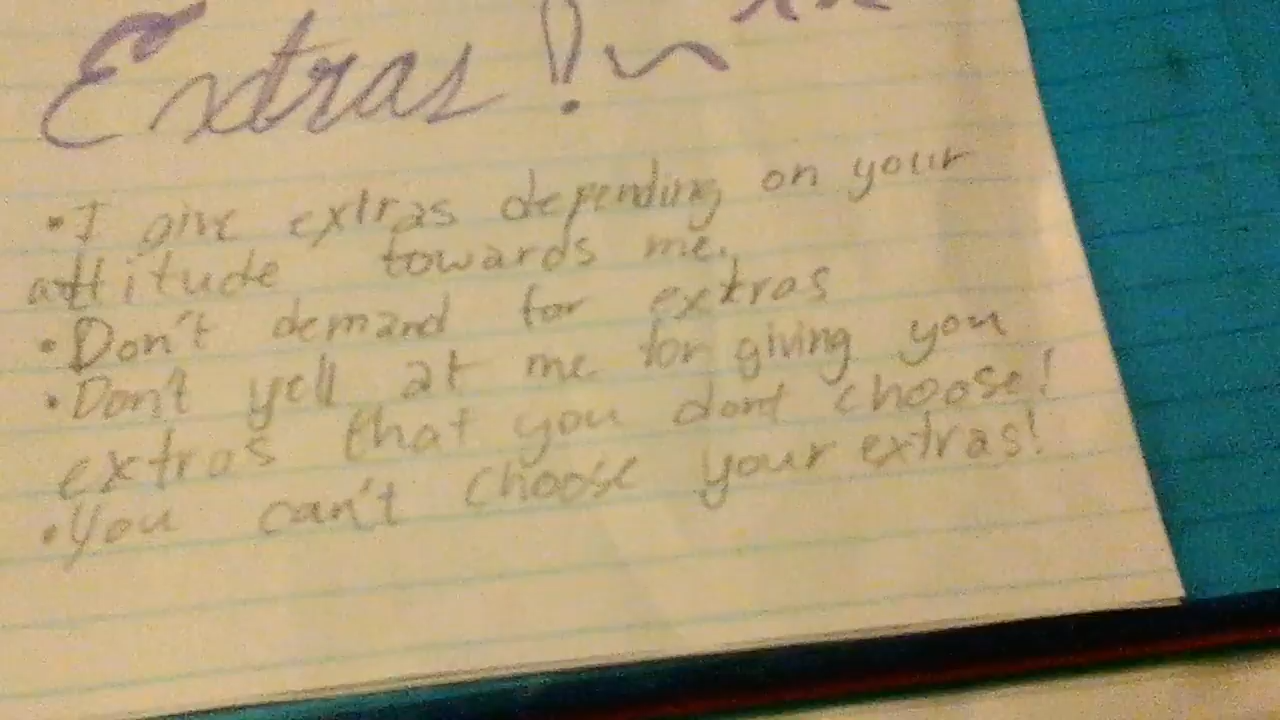 Extras!~
• I give extras depending on your
attitude towards me.
• Don't demand for extras
• Don't yell at me for giving you
extras that you dont choose!
• You can't choose your extras!